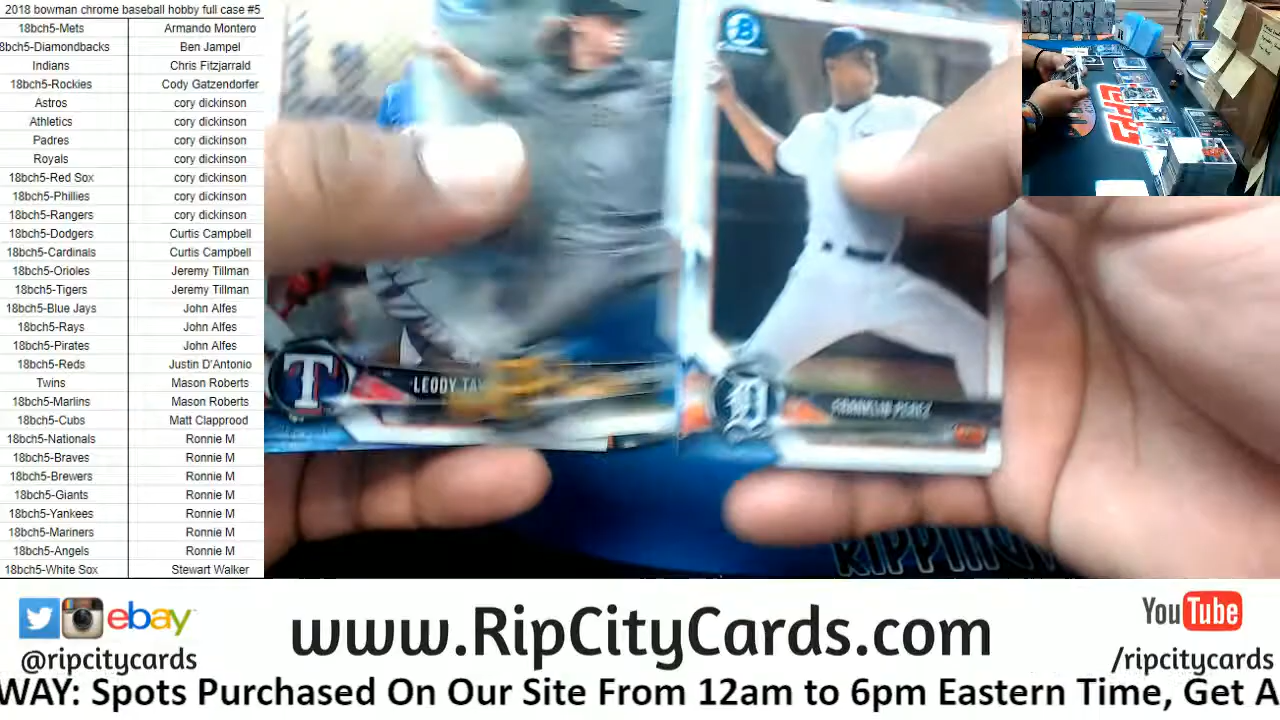 2018 bowman chrome baseball hobby full case #5
18bch5-Mets Armando Montero
8bch5-Diamondbacks Ben Jampel
Indians Chris Fitzjarrald
18bch5-Rockies Cody Gatzendorfer
Astros cory dickinson
Athletics cory dickinson
Padres cory dickinson
Royals cory dickinson
18bch5-Red Sox cory dickinson
18bch5-Phillies cory dickinson
18bch5-Rangers cory dickinson
18bch5-Dodgers Curtis Campbell
18bch5-Cardinals Curtis Campbell
18bch5-Orioles Jeremy Tillman
18bch5-Tigers Jeremy Tillman
18bch5-Blue Jays John Alfes
18bch5-Rays John Alfes
18bch5-Pirates John Alfes
18bch5-Reds Justin D'Antonio
Twins Mason Roberts
18bch5-Marlins Mason Roberts
18bch5-Cubs Matt Clapprood
18bch5-Nationals Ronnie M
18bch5-Braves Ronnie M
18bch5-Brewers Ronnie M
18bch5-Giants Ronnie M
18bch5-Yankees Ronnie M
18bch5-Mariners Ronnie M
18bch5-Angels Ronnie M
18bch5-White Sox Stewart Walker
T LEODY
D FRANKLIN PEREZ
RIPPING
ebay
@ripcitycards
www.RipCityCards.com
YouTube
/ripcitycards
WAY: Spots Purchased On Our Site From 12am to 6pm Eastern Time, Get A